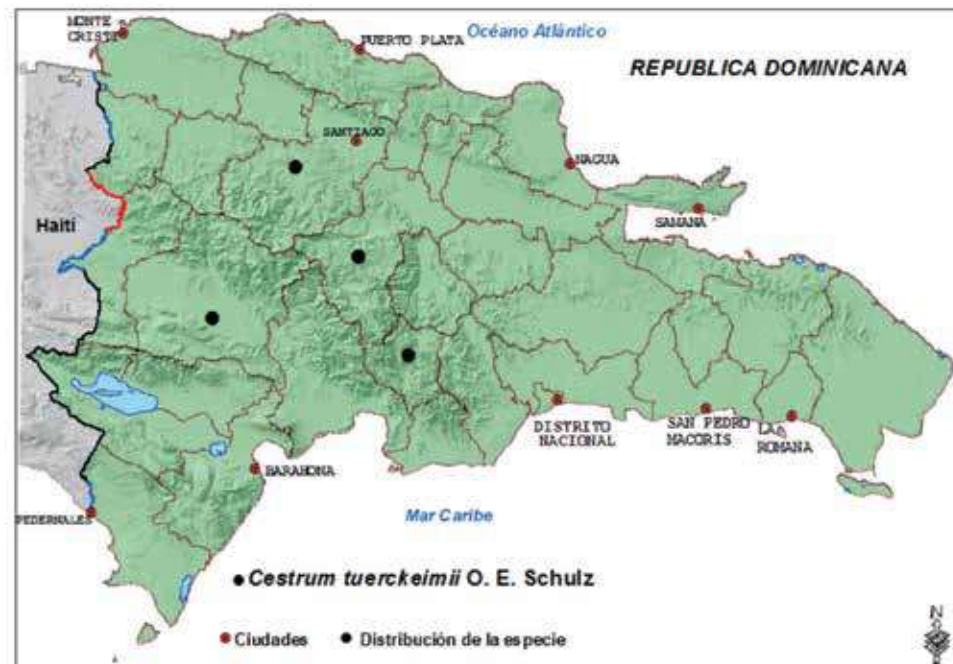 MONTE
CRISTI
PUERTO PLATA
Océano Atlántico
REPUBLICA DOMINICANA
SANTIAGO
NAGUA
SAMANA
Haití
DISTRITO
NACIONAL
SAN PEDRO
MACORIS
LA
ROMANA
BARAHONA
PEDERNALES
Mar Caribe
Cestrum tuerckeimii O. E. Schulz
Ciudades
Distribución de la especie
N